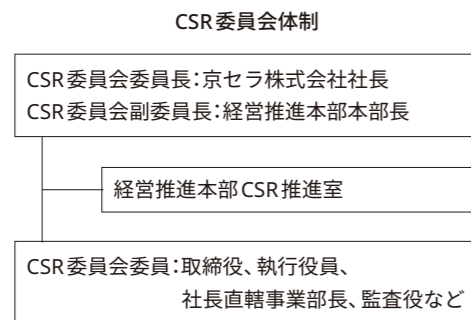 CSR委員会体制
CSR委員会委員長：京セラ株式会社社長
CSR委員会副委員長：経営推進本部本部長
経営推進本部CSR推進室
CSR委員会委員：取締役、執行役員、
社長直轄事業部長、監査役など